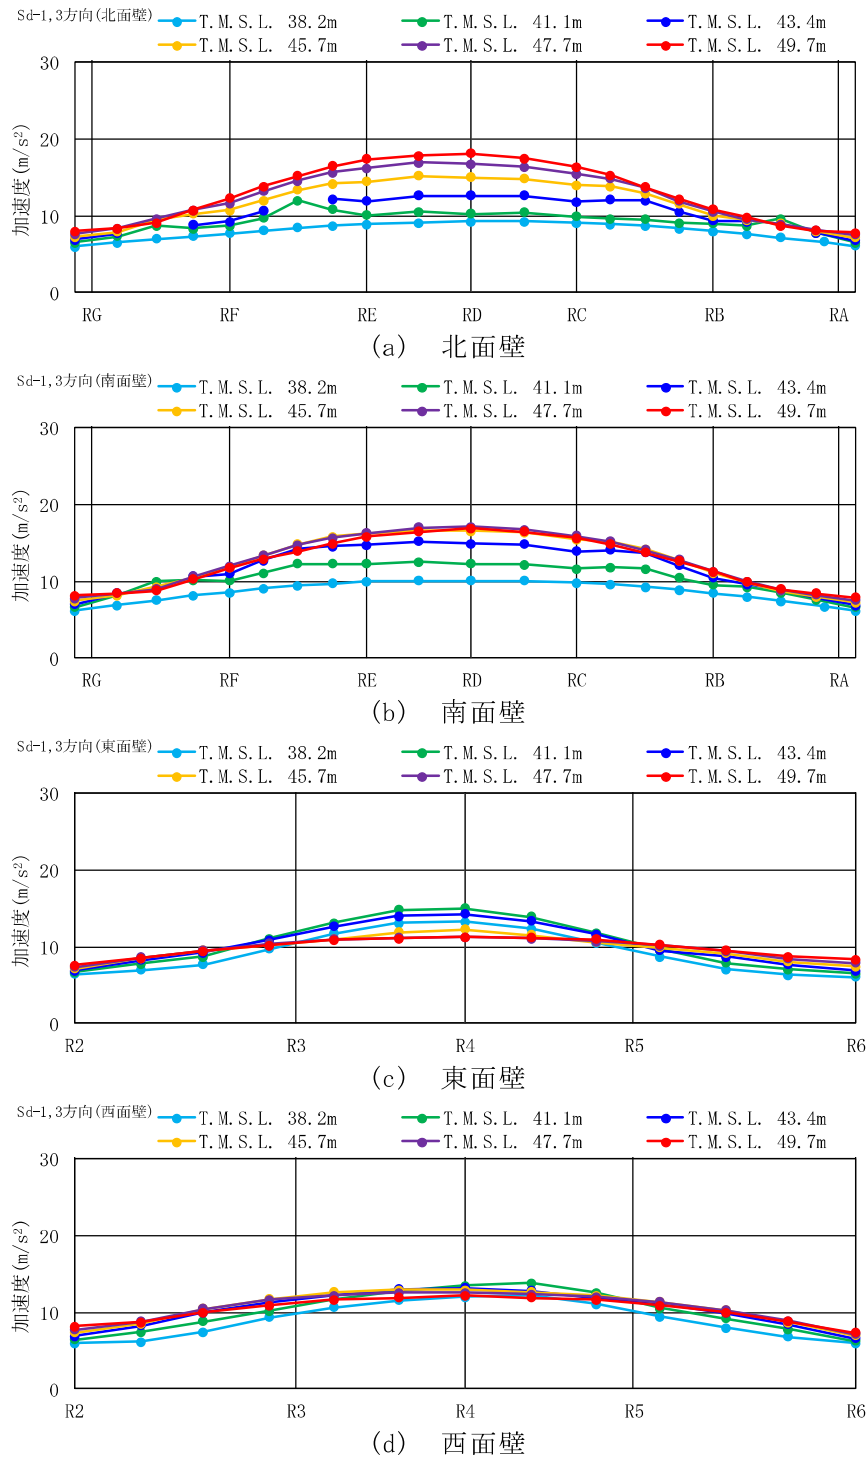 Sd-1,3方向(北面壁) T.M.S.L. 38.2m T.M.S.L. 41.1m T.M.S.L. 43.4m
T.M.S.L. 45.7m T.M.S.L. 47.7m T.M.S.L. 49.7m
加速度(m/s²)
30
20
10
0
RG RF RE RD RC RB RA
(a) 北面壁
Sd-1,3方向(南面壁) T.M.S.L. 38.2m T.M.S.L. 41.1m T.M.S.L. 43.4m
T.M.S.L. 45.7m T.M.S.L. 47.7m T.M.S.L. 49.7m
加速度(m/s²)
30
20
10
0
RG RF RE RD RC RB RA
(b) 南面壁
Sd-1,3方向(東面壁) T.M.S.L. 38.2m T.M.S.L. 41.1m T.M.S.L. 43.4m
T.M.S.L. 45.7m T.M.S.L. 47.7m T.M.S.L. 49.7m
加速度(m/s²)
30
20
10
0
R2 R3 R4 R5 R6
(c) 東面壁
Sd-1,3方向(西面壁) T.M.S.L. 38.2m T.M.S.L. 41.1m T.M.S.L. 43.4m
T.M.S.L. 45.7m T.M.S.L. 47.7m T.M.S.L. 49.7m
加速度(m/s²)
30
20
10
0
R2 R3 R4 R5 R6
(d) 西面壁